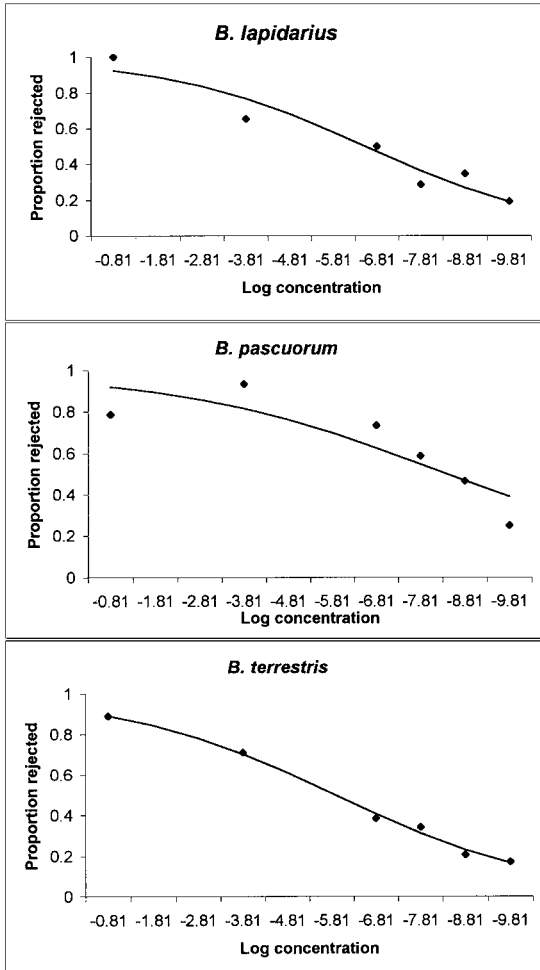 B. lapidarius
Proportion rejected
1
0.8
0.6
0.4
0.2
0
-0.81 -1.81 -2.81 -3.81 -4.81 -5.81 -6.81 -7.81 -8.81 -9.81
Log concentration
B. pascuorum
Proportion rejected
1
0.8
0.6
0.4
0.2
0
-0.81 -1.81 -2.81 -3.81 -4.81 -5.81 -6.81 -7.81 -8.81 -9.81
Log concentration
B. terrestris
Proportion rejected
1
0.8
0.6
0.4
0.2
0
-0.81 -1.81 -2.81 -3.81 -4.81 -5.81 -6.81 -7.81 -8.81 -9.81
Log concentration